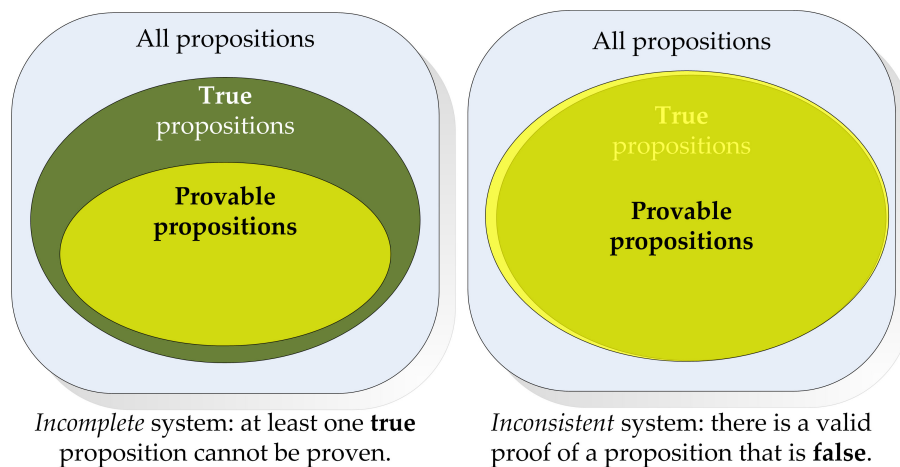 All propositions
True
propositions
Provable
propositions
Incomplete system: at least one true
proposition cannot be proven.
All propositions
True
propositions
Provable
propositions
Inconsistent system: there is a valid
proof of a proposition that is false.